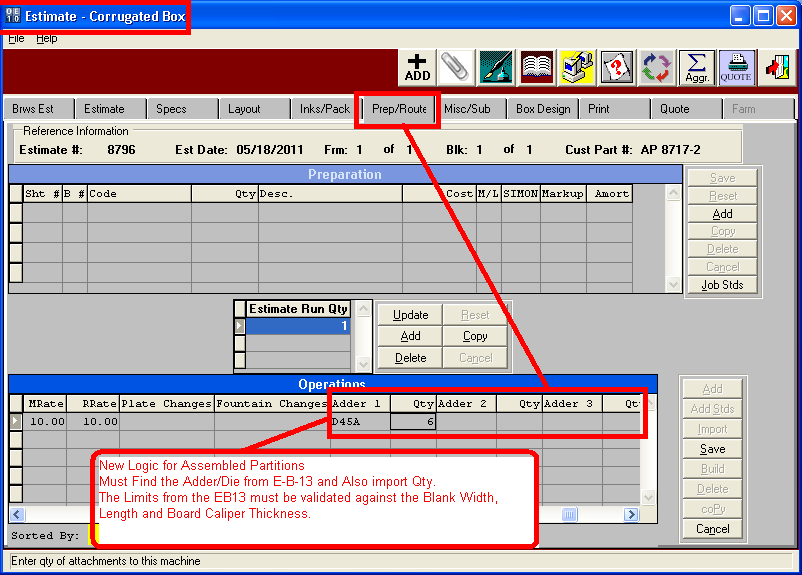 Estimate - Corrugated Box
File Help
ADD Aggr. QUOTE
Brws Est Estimate Specs Layout Inks/Pack Prep/Route Misc/Sub Box Design Print Quote Farm
Reference Information
Estimate #: 8796 Est Date: 05/18/2011 Frm: 1 of 1 Blk: 1 of 1 Cust Part #: AP 8717-2
Preparation
Sht # B # Code Qty Desc. Cost M/L SIMON Markup Amort
Save
Reset
Add
Copy
Delete
Cancel
Job Stds
Estimate Run Qty
1
Update Reset
Add Copy
Delete Cancel
Operations
MRate RRate Plate Changes Fountain Changes Adder 1 Qty Adder 2 Qty Adder 3 Qty
10.00 10.00 D45A 6
Add
Add Stds
Import
Save
Build
Delete
coPy
Cancel
New Logic for Assembled Partitions
Must Find the Adder/Die from E-B-13 and Also import Qty.
The Limits from the EB13 must be validated against the Blank Width,
Length and Board Caliper Thickness.
Sorted By:
Enter qty of attachments to this machine